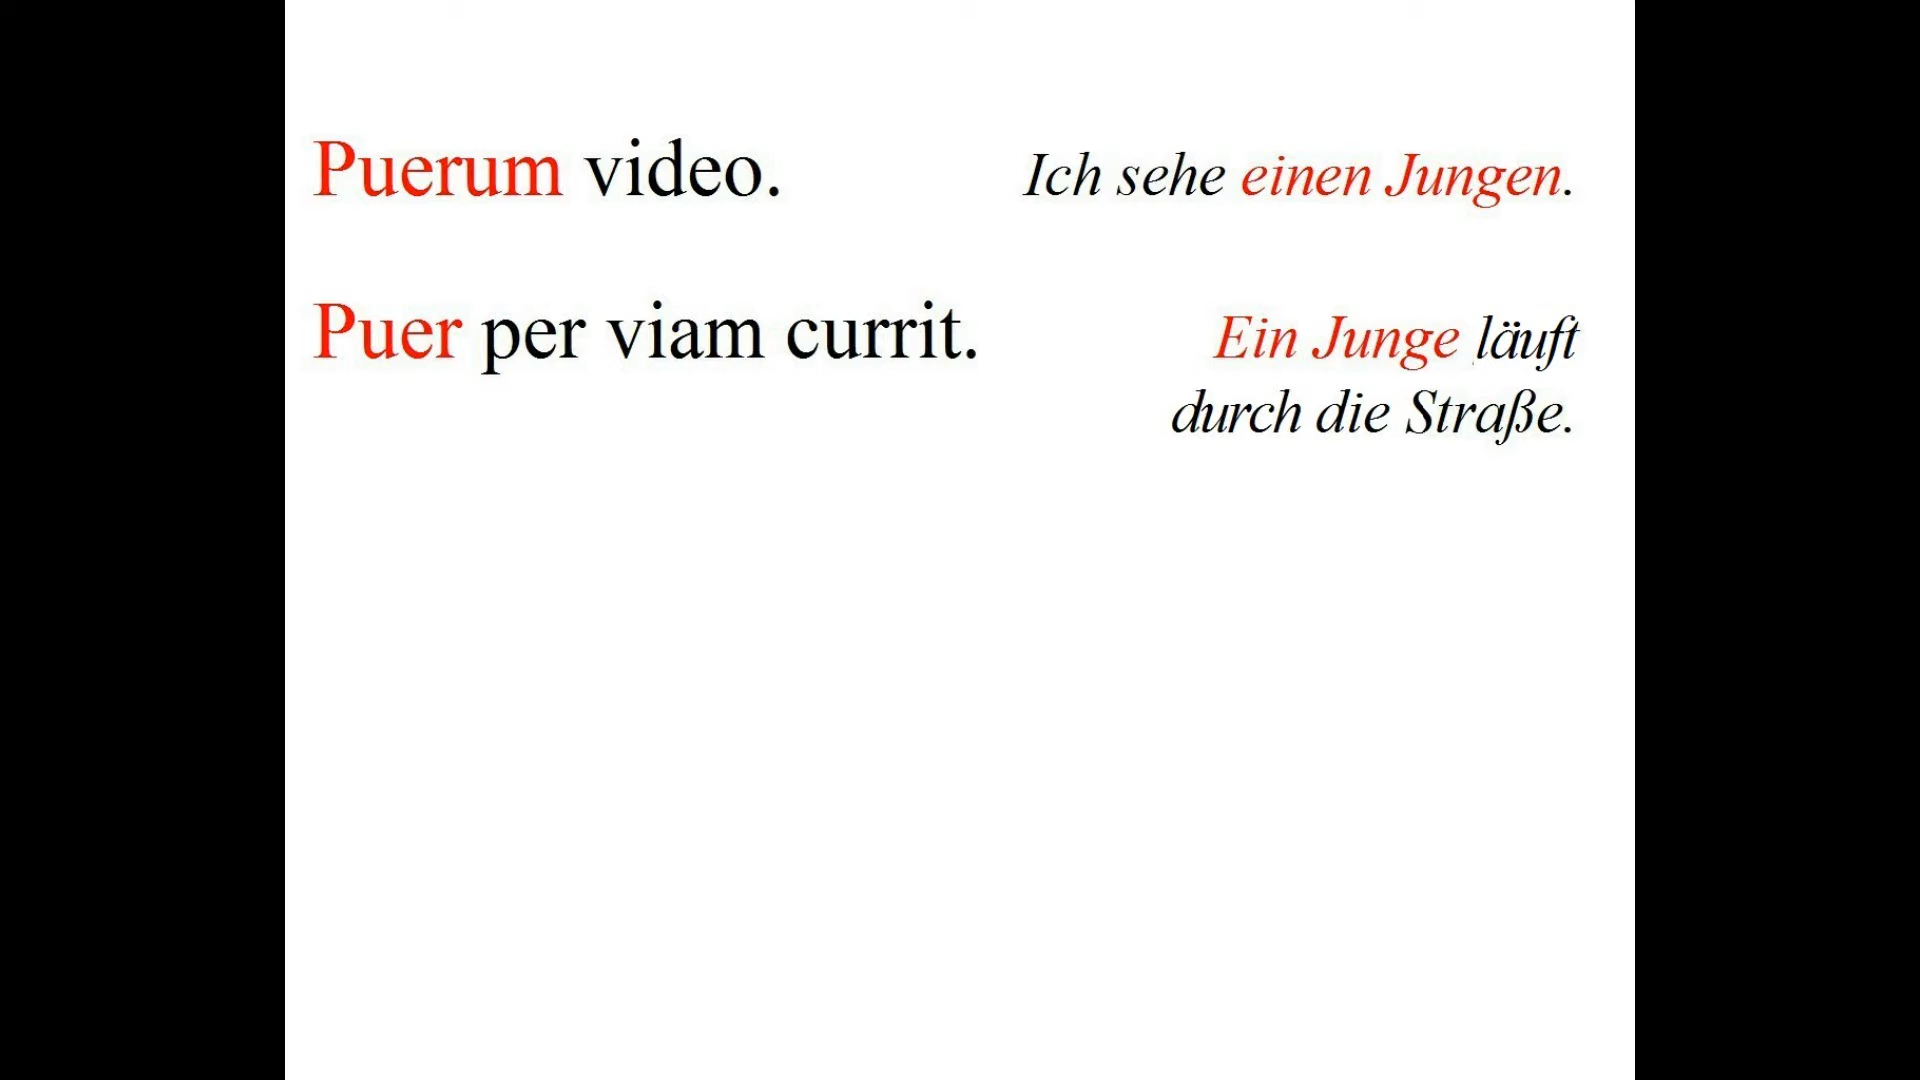 Puerum video. Ich sehe einen Jungen.
Puer per viam currit. Ein Junge läuft
durch die Straße.